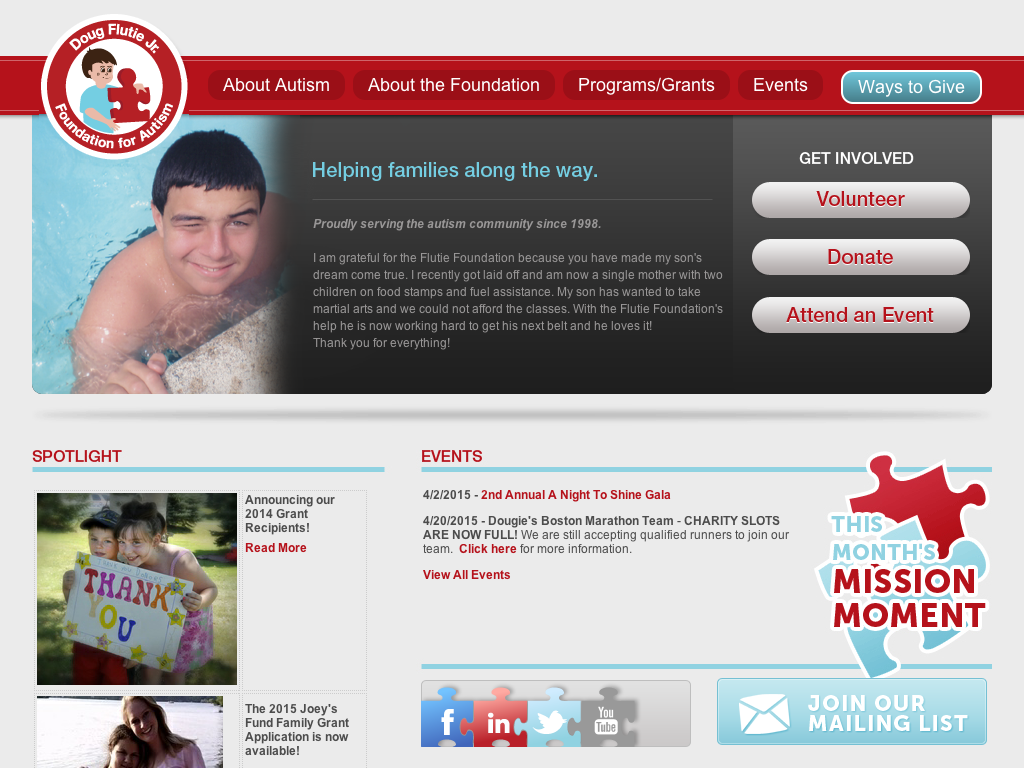 Doug Flutie Jr.
Foundation for Autism
About Autism
About the Foundation
Programs/Grants
Events
Ways to Give
Helping families along the way.
Proudly serving the autism community since 1998.
I am grateful for the Flutie Foundation because you have made my son's
dream come true. I recently got laid off and am now a single mother with two
children on food stamps and fuel assistance. My son has wanted to take
martial arts and we could not afford the classes. With the Flutie Foundation's
help he is now working hard to get his next belt and he loves it!
Thank you for everything!
GET INVOLVED
Volunteer
Donate
Attend an Event
SPOTLIGHT
THANK
YOU
Announcing our
2014 Grant
Recipients!
Read More
The 2015 Joey's
Fund Family Grant
Application is now
available!
EVENTS
4/2/2015 - 2nd Annual A Night To Shine Gala
4/20/2015 - Dougie's Boston Marathon Team - CHARITY SLOTS
ARE NOW FULL! We are still accepting qualified runners to join our
team.  Click here for more information.
View All Events
THIS
MONTH'S
MISSION
MOMENT
f
in
You
Tube
JOIN OUR
MAILING LIST